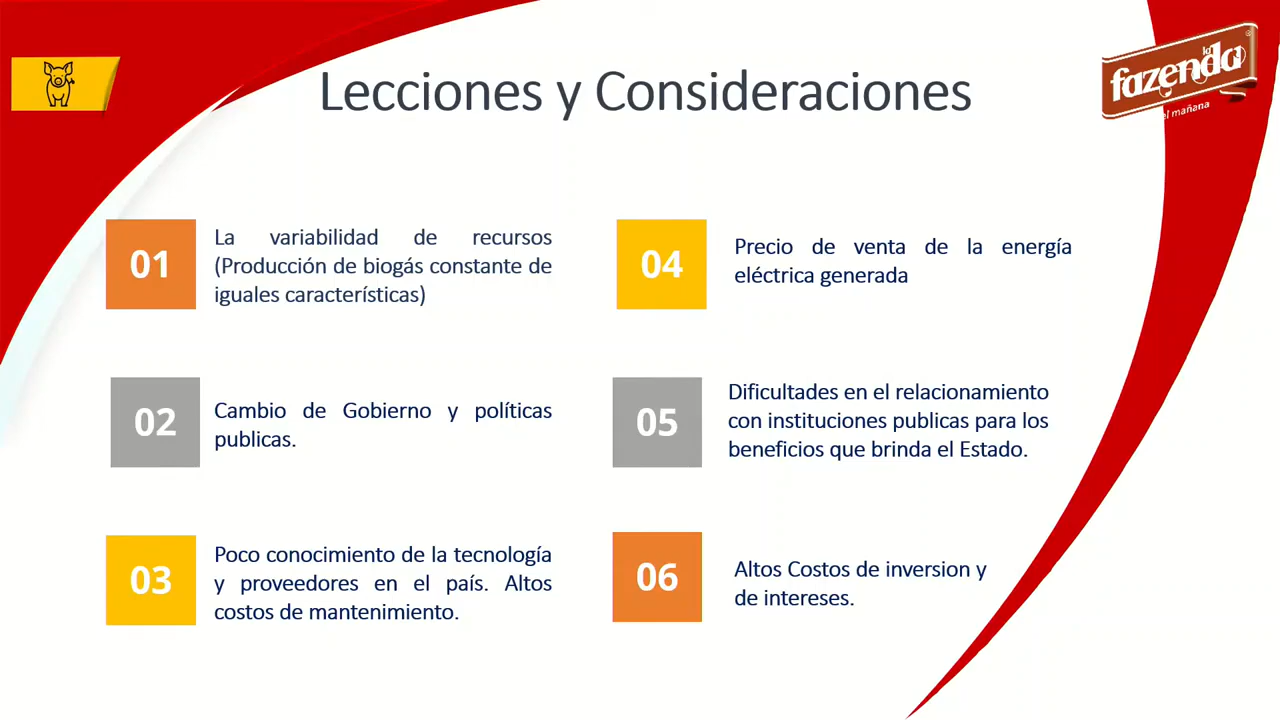 Lecciones y Consideraciones
la
fazenda
el mañana
01
La variabilidad de recursos
(Producción de biogás constante de
iguales características)
02
Cambio de Gobierno y políticas
publicas.
03
Poco conocimiento de la tecnología
y proveedores en el país. Altos
costos de mantenimiento.
04
Precio de venta de la energía
eléctrica generada
05
Dificultades en el relacionamiento
con instituciones publicas para los
beneficios que brinda el Estado.
06
Altos Costos de inversion y
de intereses.